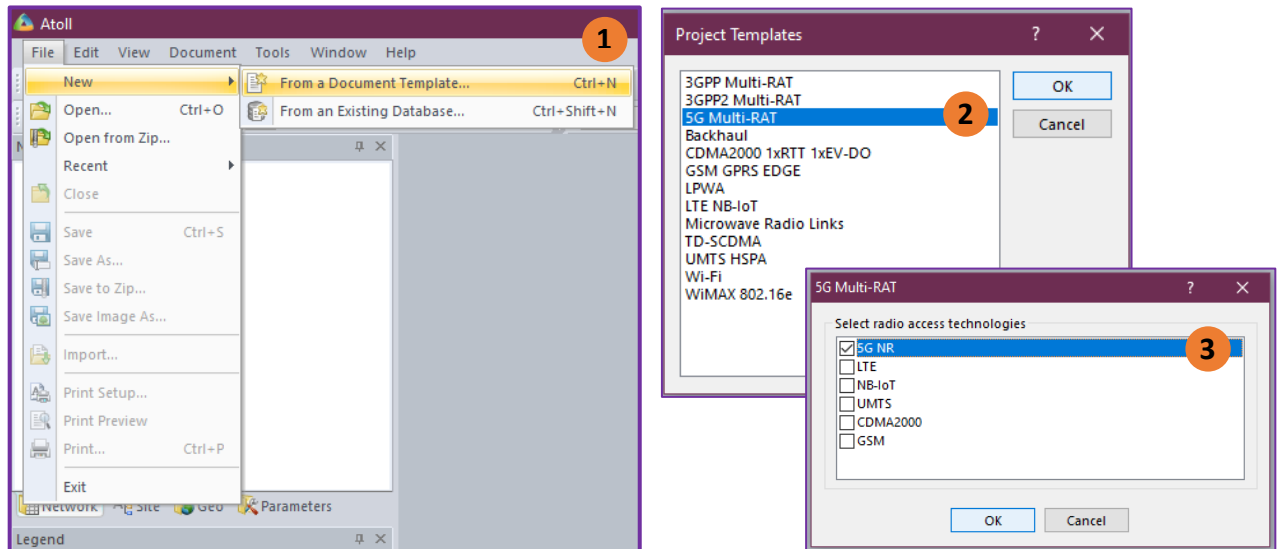 Atoll
1
File Edit View Document Tools Window Help
New
From a Document Template... Ctrl+N
Open... Ctrl+O
From an Existing Database... Ctrl+Shift+N
Open from Zip...
Recent
Close
Save Ctrl+S
Save As...
Save to Zip...
Save Image As...
Import...
Print Setup...
Print Preview
Print... Ctrl+P
Exit
Network Site Geo Parameters
Legend
Project Templates ?
3GPP Multi-RAT
3GPP2 Multi-RAT
5G Multi-RAT
2
Backhaul
CDMA2000 1xRTT 1xEV-DO
GSM GPRS EDGE
LPWA
LTE NB-IoT
Microwave Radio Links
TD-SCDMA
UMTS HSPA
Wi-Fi
WiMAX 802.16e
OK
Cancel
5G Multi-RAT ?
Select radio access technologies
5G NR
3
LTE
NB-IoT
UMTS
CDMA2000
GSM
OK Cancel